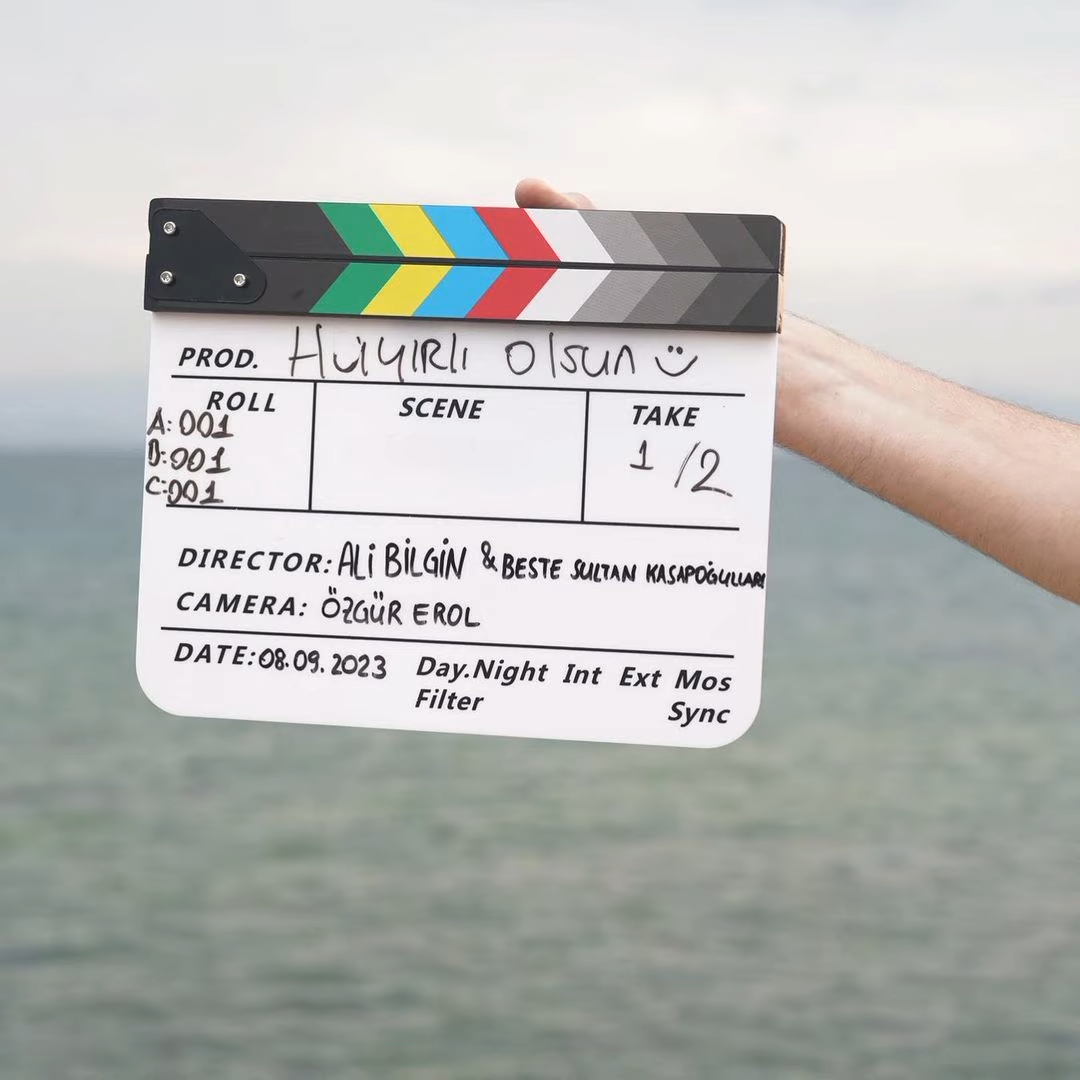 PROD. Hayırlı olsun
ROLL SCENE TAKE
A: 001
B: 001
C: 001
1 /2
DIRECTOR: ALİ BİLGİN & BESTE SULTAN KASAPOĞULLARI
CAMERA: ÖZGÜR EROL
DATE: 08.09.2023 Day.Night Int Ext Mos
Filter Sync